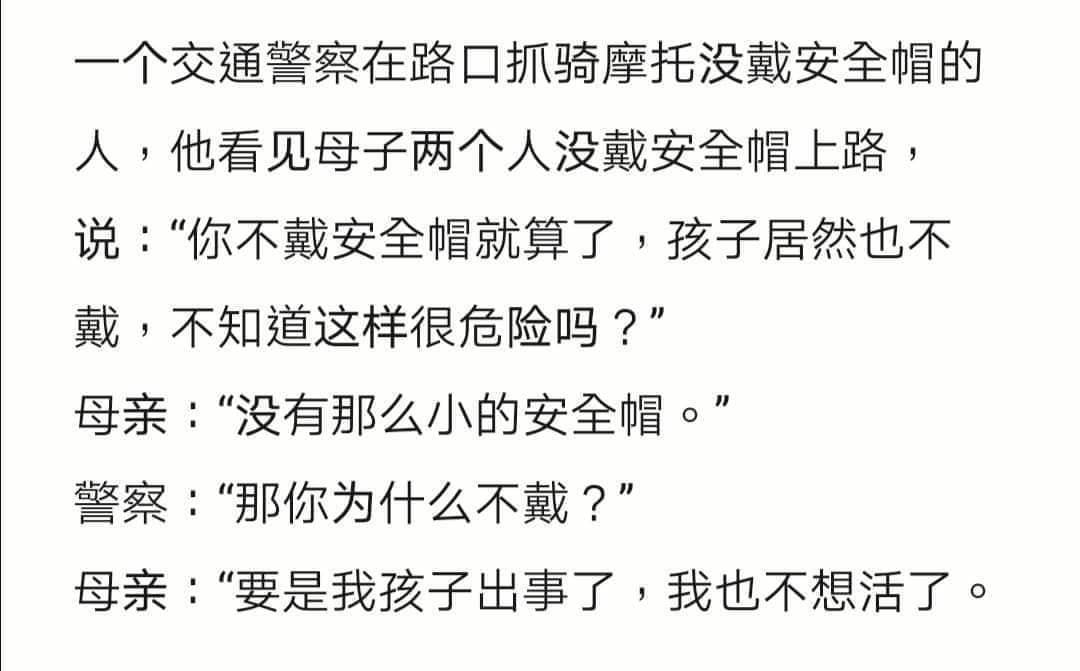 一个交通警察在路口抓骑摩托没戴安全帽的
人，他看见母子两个人没戴安全帽上路，
说：“你不戴安全帽就算了，孩子居然也不
戴，不知道这样很危险吗？”
母亲：“没有那么小的安全帽。”
警察：“那你为什么不戴？”
母亲：“要是我孩子出事了，我也不想活了。